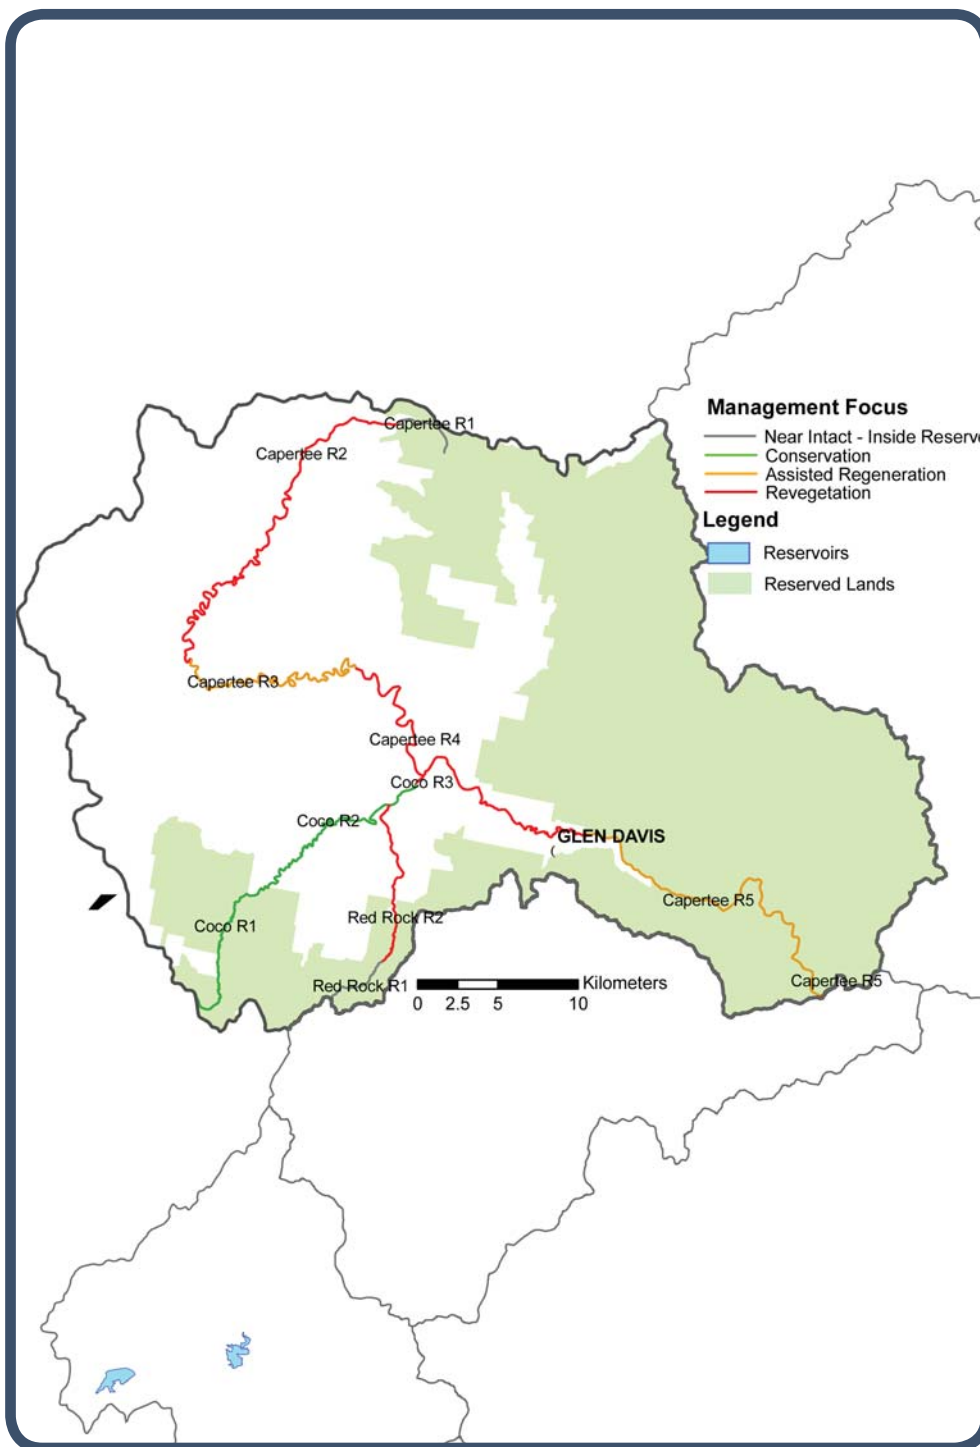 Capertee R1
Capertee R2
Management Focus
Near Intact - Inside Reserve
Conservation
Assisted Regeneration
Revegetation
Legend
Reservoirs
Reserved Lands
Capertee R3
Capertee R4
Coco R3
Coco R2
GLEN DAVIS
Capertee R5
Coco R1
Red Rock R2
Capertee R5
Red Rock R1
Kilometers
0 2.5 5 10